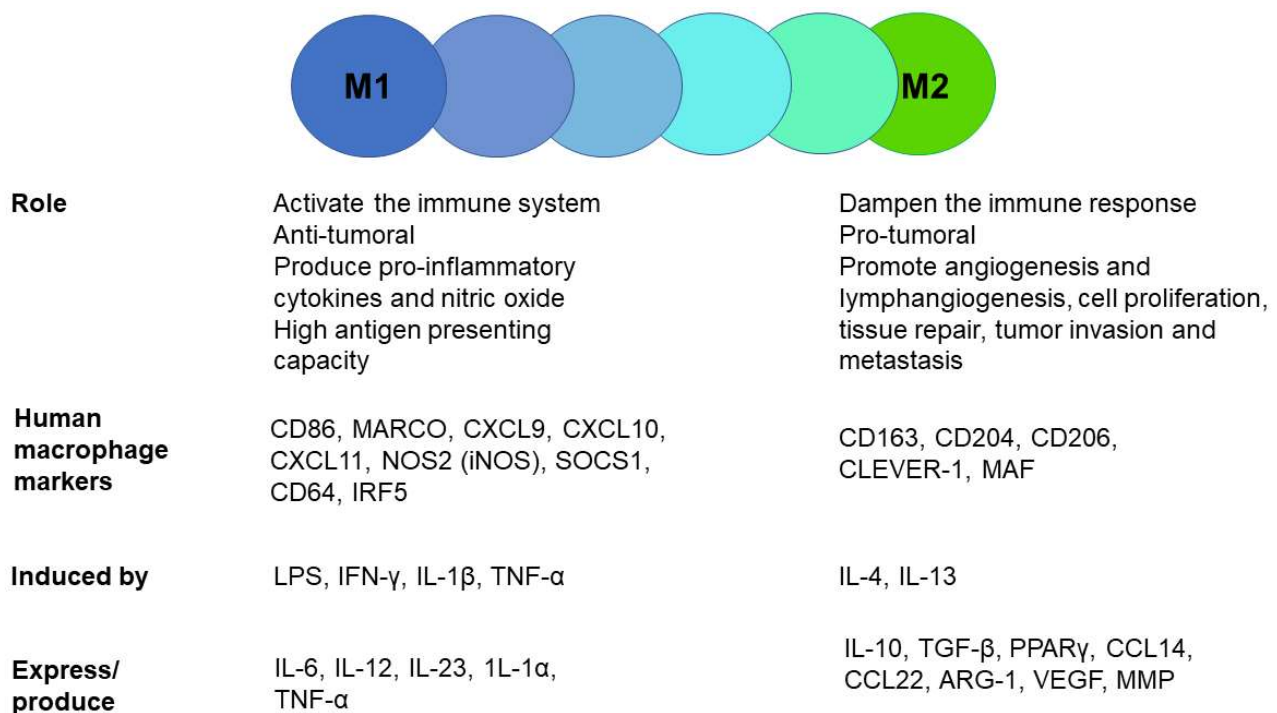 M1
M2
Role
Activate the immune system
Anti-tumoral
Produce pro-inflammatory
cytokines and nitric oxide
High antigen presenting
capacity
Dampen the immune response
Pro-tumoral
Promote angiogenesis and
lymphangiogenesis, cell proliferation,
tissue repair, tumor invasion and
metastasis
Human
macrophage
markers
CD86, MARCO, CXCL9, CXCL10,
CXCL11, NOS2 (iNOS), SOCS1,
CD64, IRF5
CD163, CD204, CD206,
CLEVER-1, MAF
Induced by
LPS, IFN-γ, IL-1β, TNF-α
IL-4, IL-13
Express/
produce
IL-6, IL-12, IL-23, 1L-1α,
TNF-α
IL-10, TGF-β, PPARγ, CCL14,
CCL22, ARG-1, VEGF, MMP